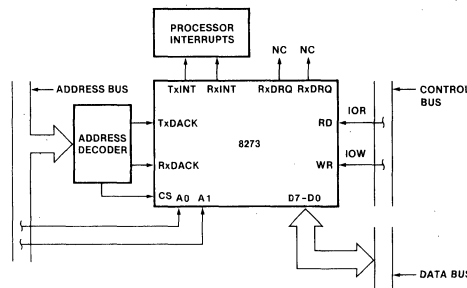 PROCESSOR
INTERRUPTS
NC NC
ADDRESS BUS
TxINT RxINT RxDRQ RxDRQ
CONTROL
BUS
TxDACK
IOR
RD
ADDRESS
DECODER
8273
RxDACK
IOW
WR
CS A0 A1 D7-D0
DATA BUS